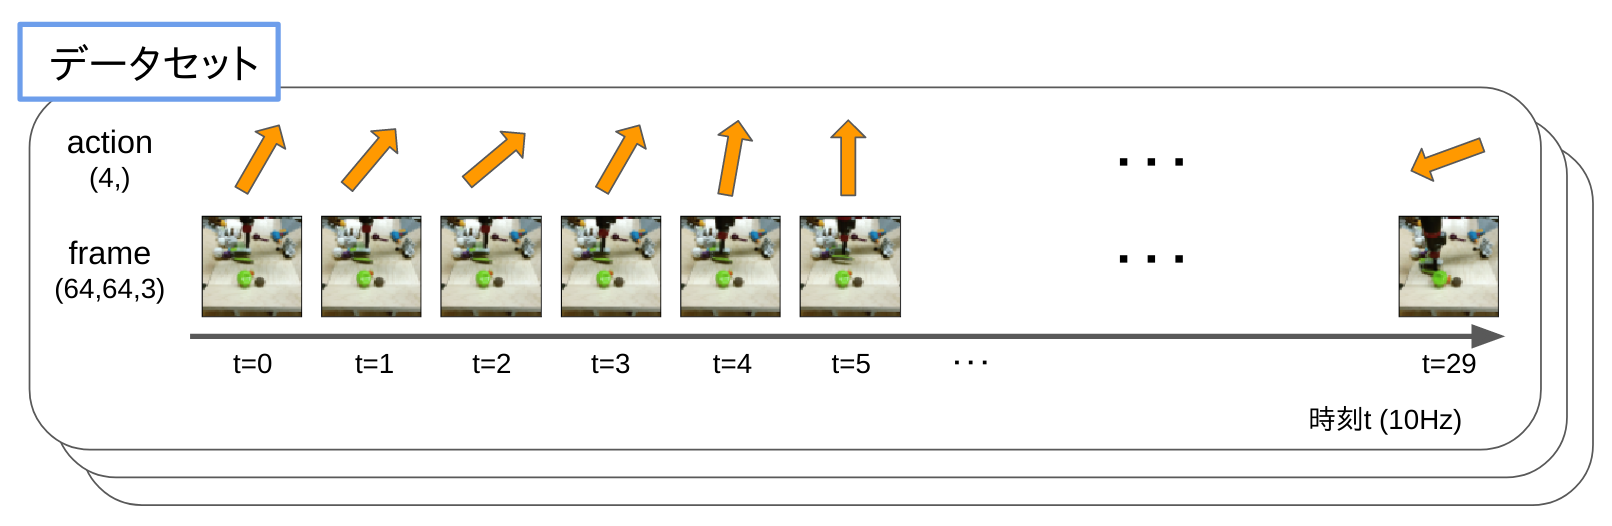 データセット
action
(4,)
. . .
frame
(64,64,3)
. . .
t=0 t=1 t=2 t=3 t=4 t=5 ・・・ t=29
時刻t (10Hz)